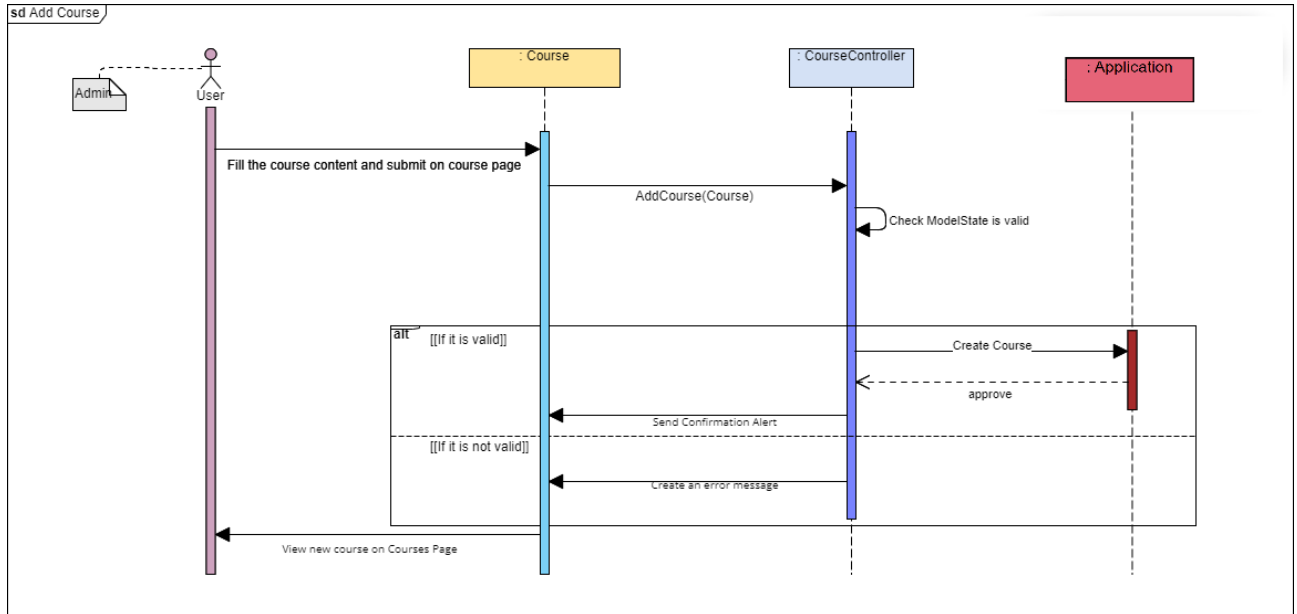 sd Add Course
: Course
: CourseController
: Application
Admin
User
Fill the course content and submit on course page
AddCourse(Course)
Check ModelState is valid
alt
[[If it is valid]]
Create Course
approve
Send Confirmation Alert
[[If it is not valid]]
Create an error message
View new course on Courses Page